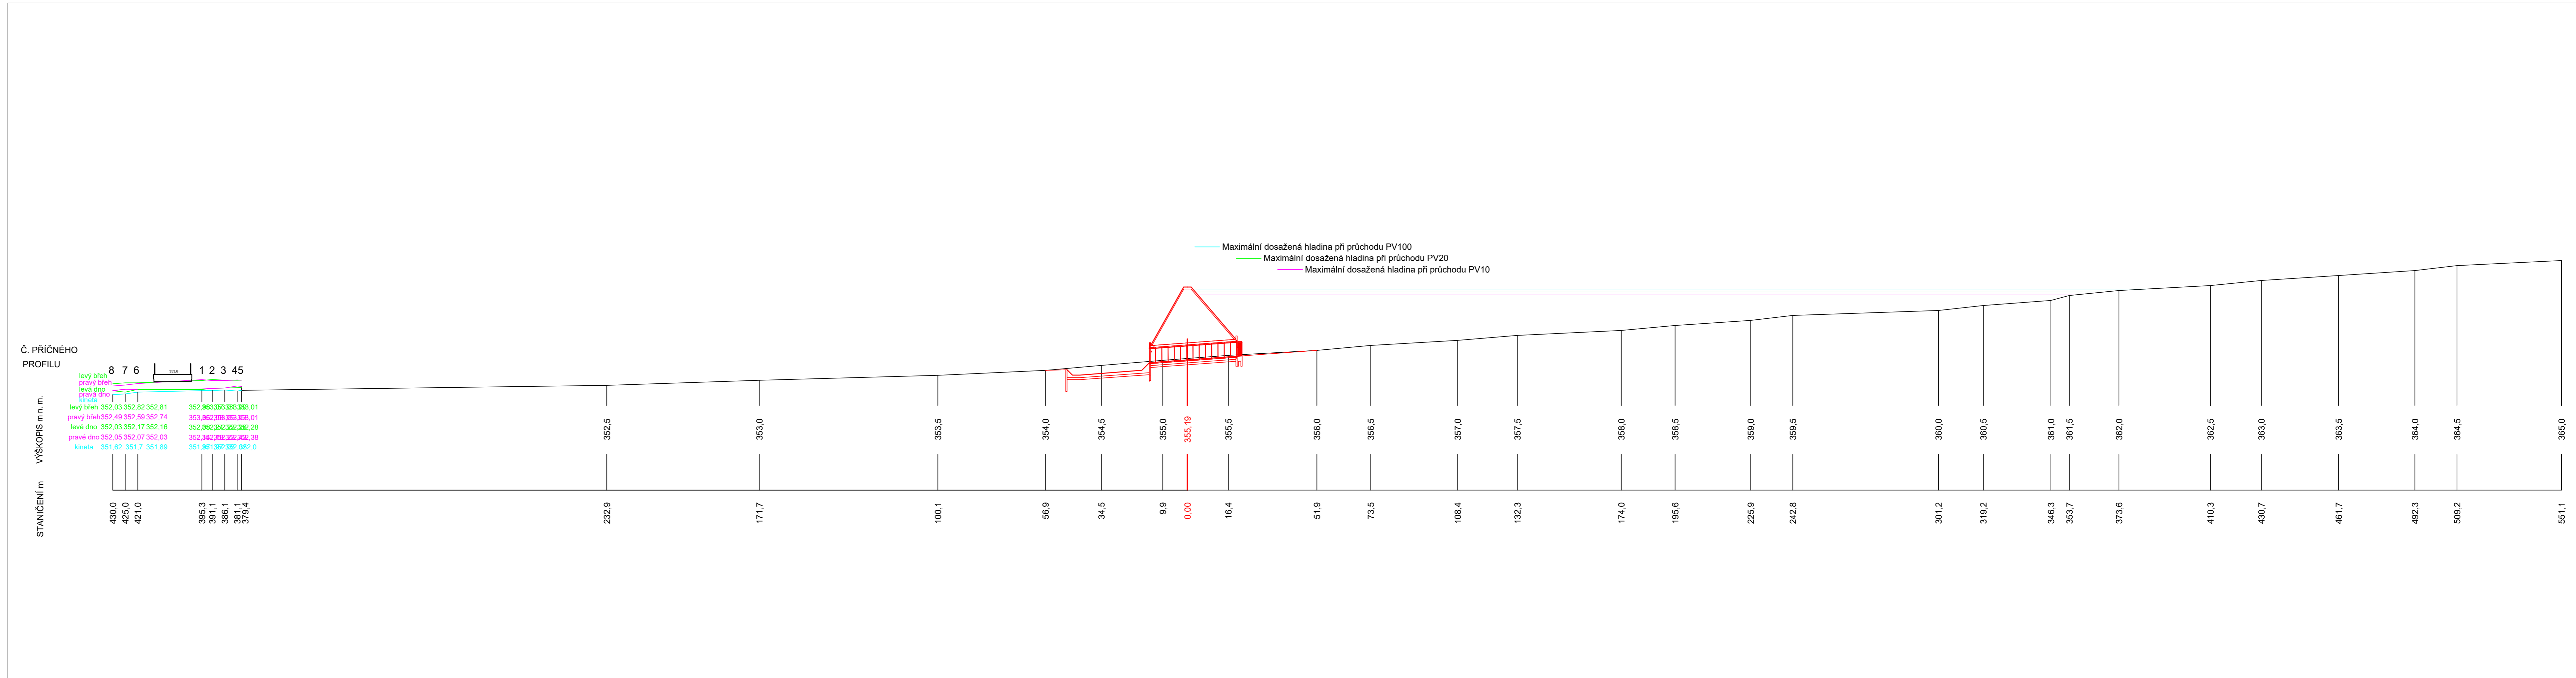 Maximální dosažená hladina při průchodu PV100
Maximální dosažená hladina při průchodu PV20
Maximální dosažená hladina při průchodu PV10
Č. PŘÍČNÉHO
PROFILU
8 7 6 1 2 3 45
levý břeh
pravý břeh
levá dno
pravá dno
kineta
VÝŠKOPIS m n. m.
levý břeh 352,03 352,62 352,81
pravý břeh 352,49 352,59 352,74
levé dno 352,03 352,17 352,16 352,28
pravé dno 352,05 352,07 352,03 352,38
kineta 351,62 351,7 351,89
352,5 353,0 353,5 354,0 354,5 355,0 355,19 355,5 356,0 356,5 357,0 357,5 358,0 358,5 359,0 359,5 360,0 360,5 361,0 361,5 362,0 362,5 363,0 363,5 364,0 364,5 365,0
STANIČENÍ m
430,0 425,0 421,0 395,3 391,1 386,1 381,1 379,4 232,9 171,7 100,1 56,9 34,5 9,9 0,00 16,4 51,9 73,5 108,4 132,3 174,0 195,6 225,9 242,8 301,2 319,2 346,3 353,7 373,6 410,3 430,7 461,7 492,3 509,2 551,1